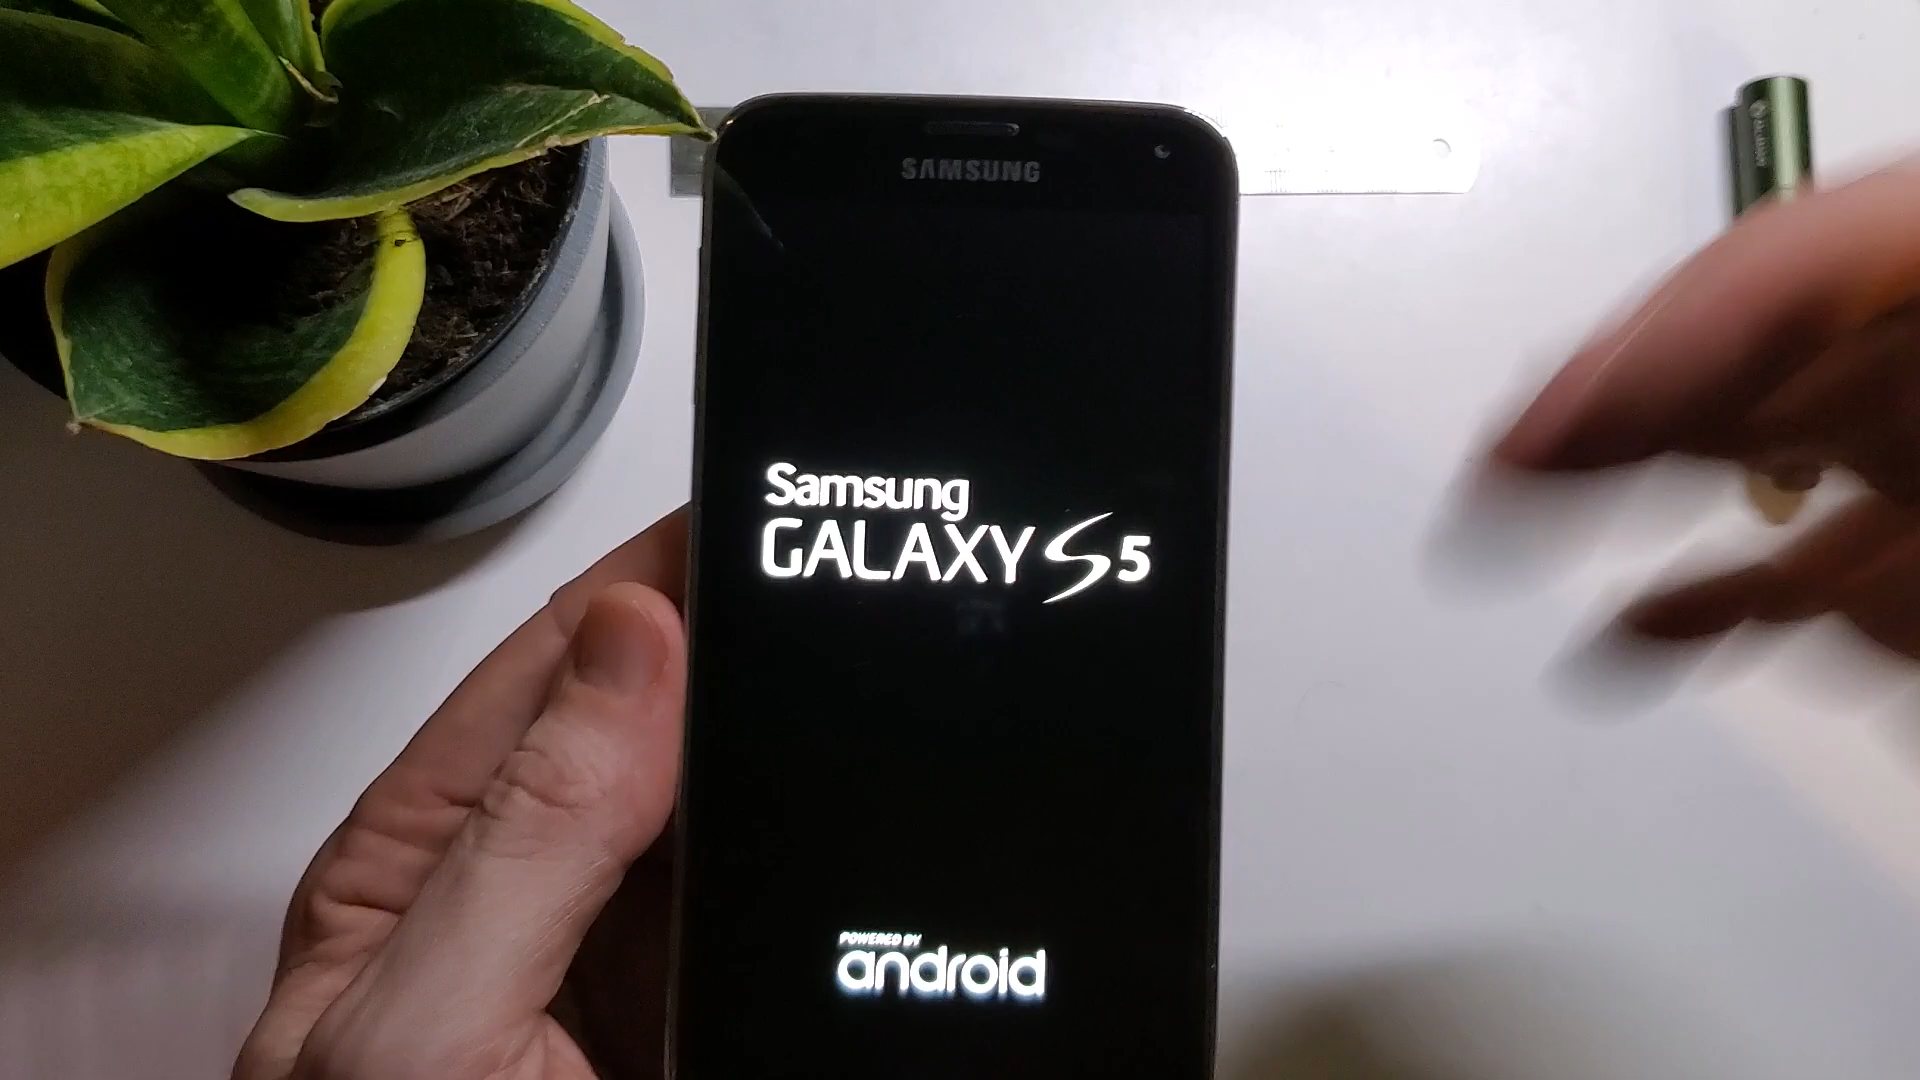 SAMSUNG
Samsung
GALAXY S5
POWERED BY
android